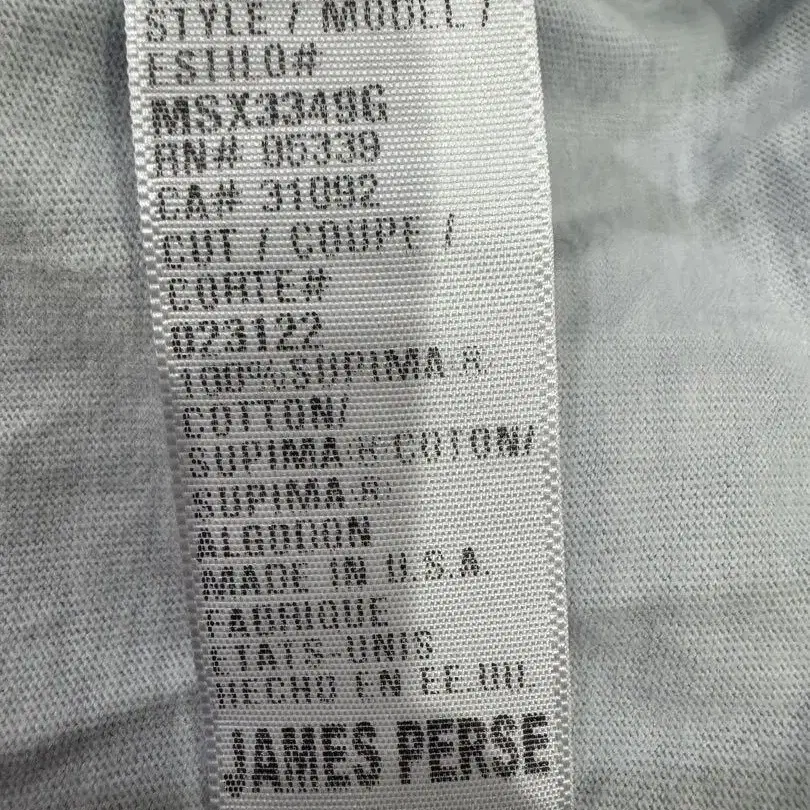 STYLE / MODEL /
ESTILO#
MSX3349G
RN# 05339
CA# 31092
CUT / COUPE /
CORTE#
023122
100% SUPIMA ®
COTTON/
SUPIMA ® COTON/
SUPIMA ®
ALGODON
MADE IN U.S.A.
FABRIQUE
ETATS-UNIS
HECHO EN EE.UU.
JAMES PERSE